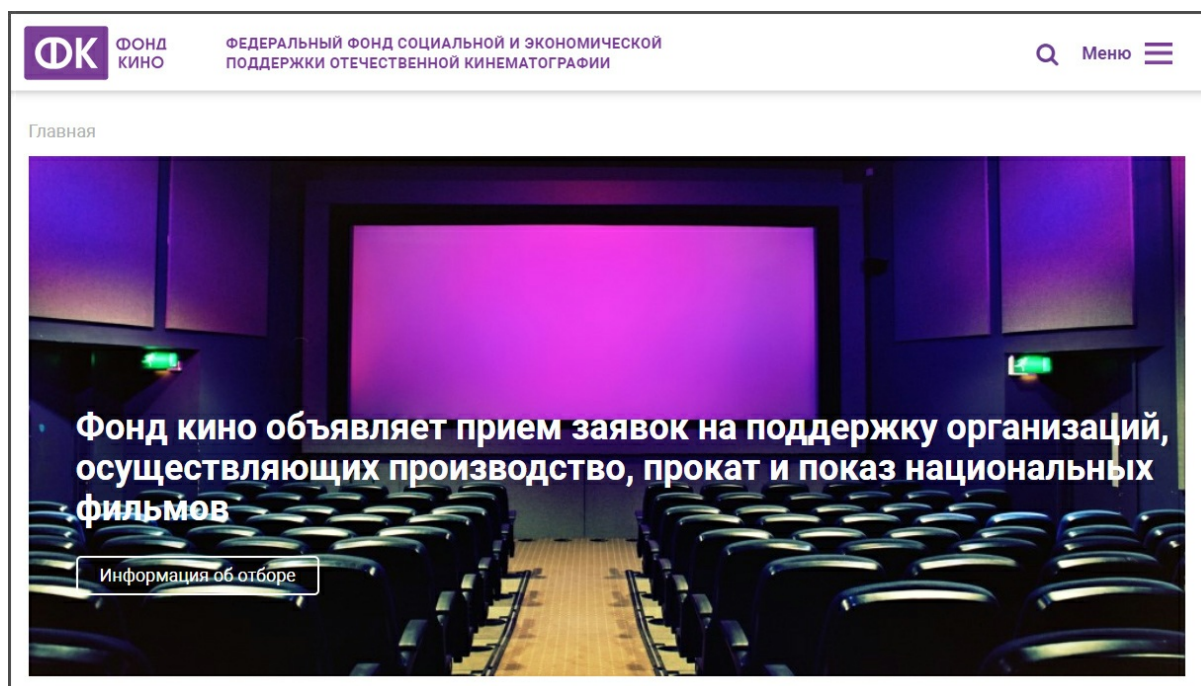 ФК
ФОНД
КИНО
ФЕДЕРАЛЬНЫЙ ФОНД СОЦИАЛЬНОЙ И ЭКОНОМИЧЕСКОЙ
ПОДДЕРЖКИ ОТЕЧЕСТВЕННОЙ КИНЕМАТОГРАФИИ
Меню
Главная
Фонд кино объявляет прием заявок на поддержку организаций,
осуществляющих производство, прокат и показ национальных
фильмов
Информация об отборе